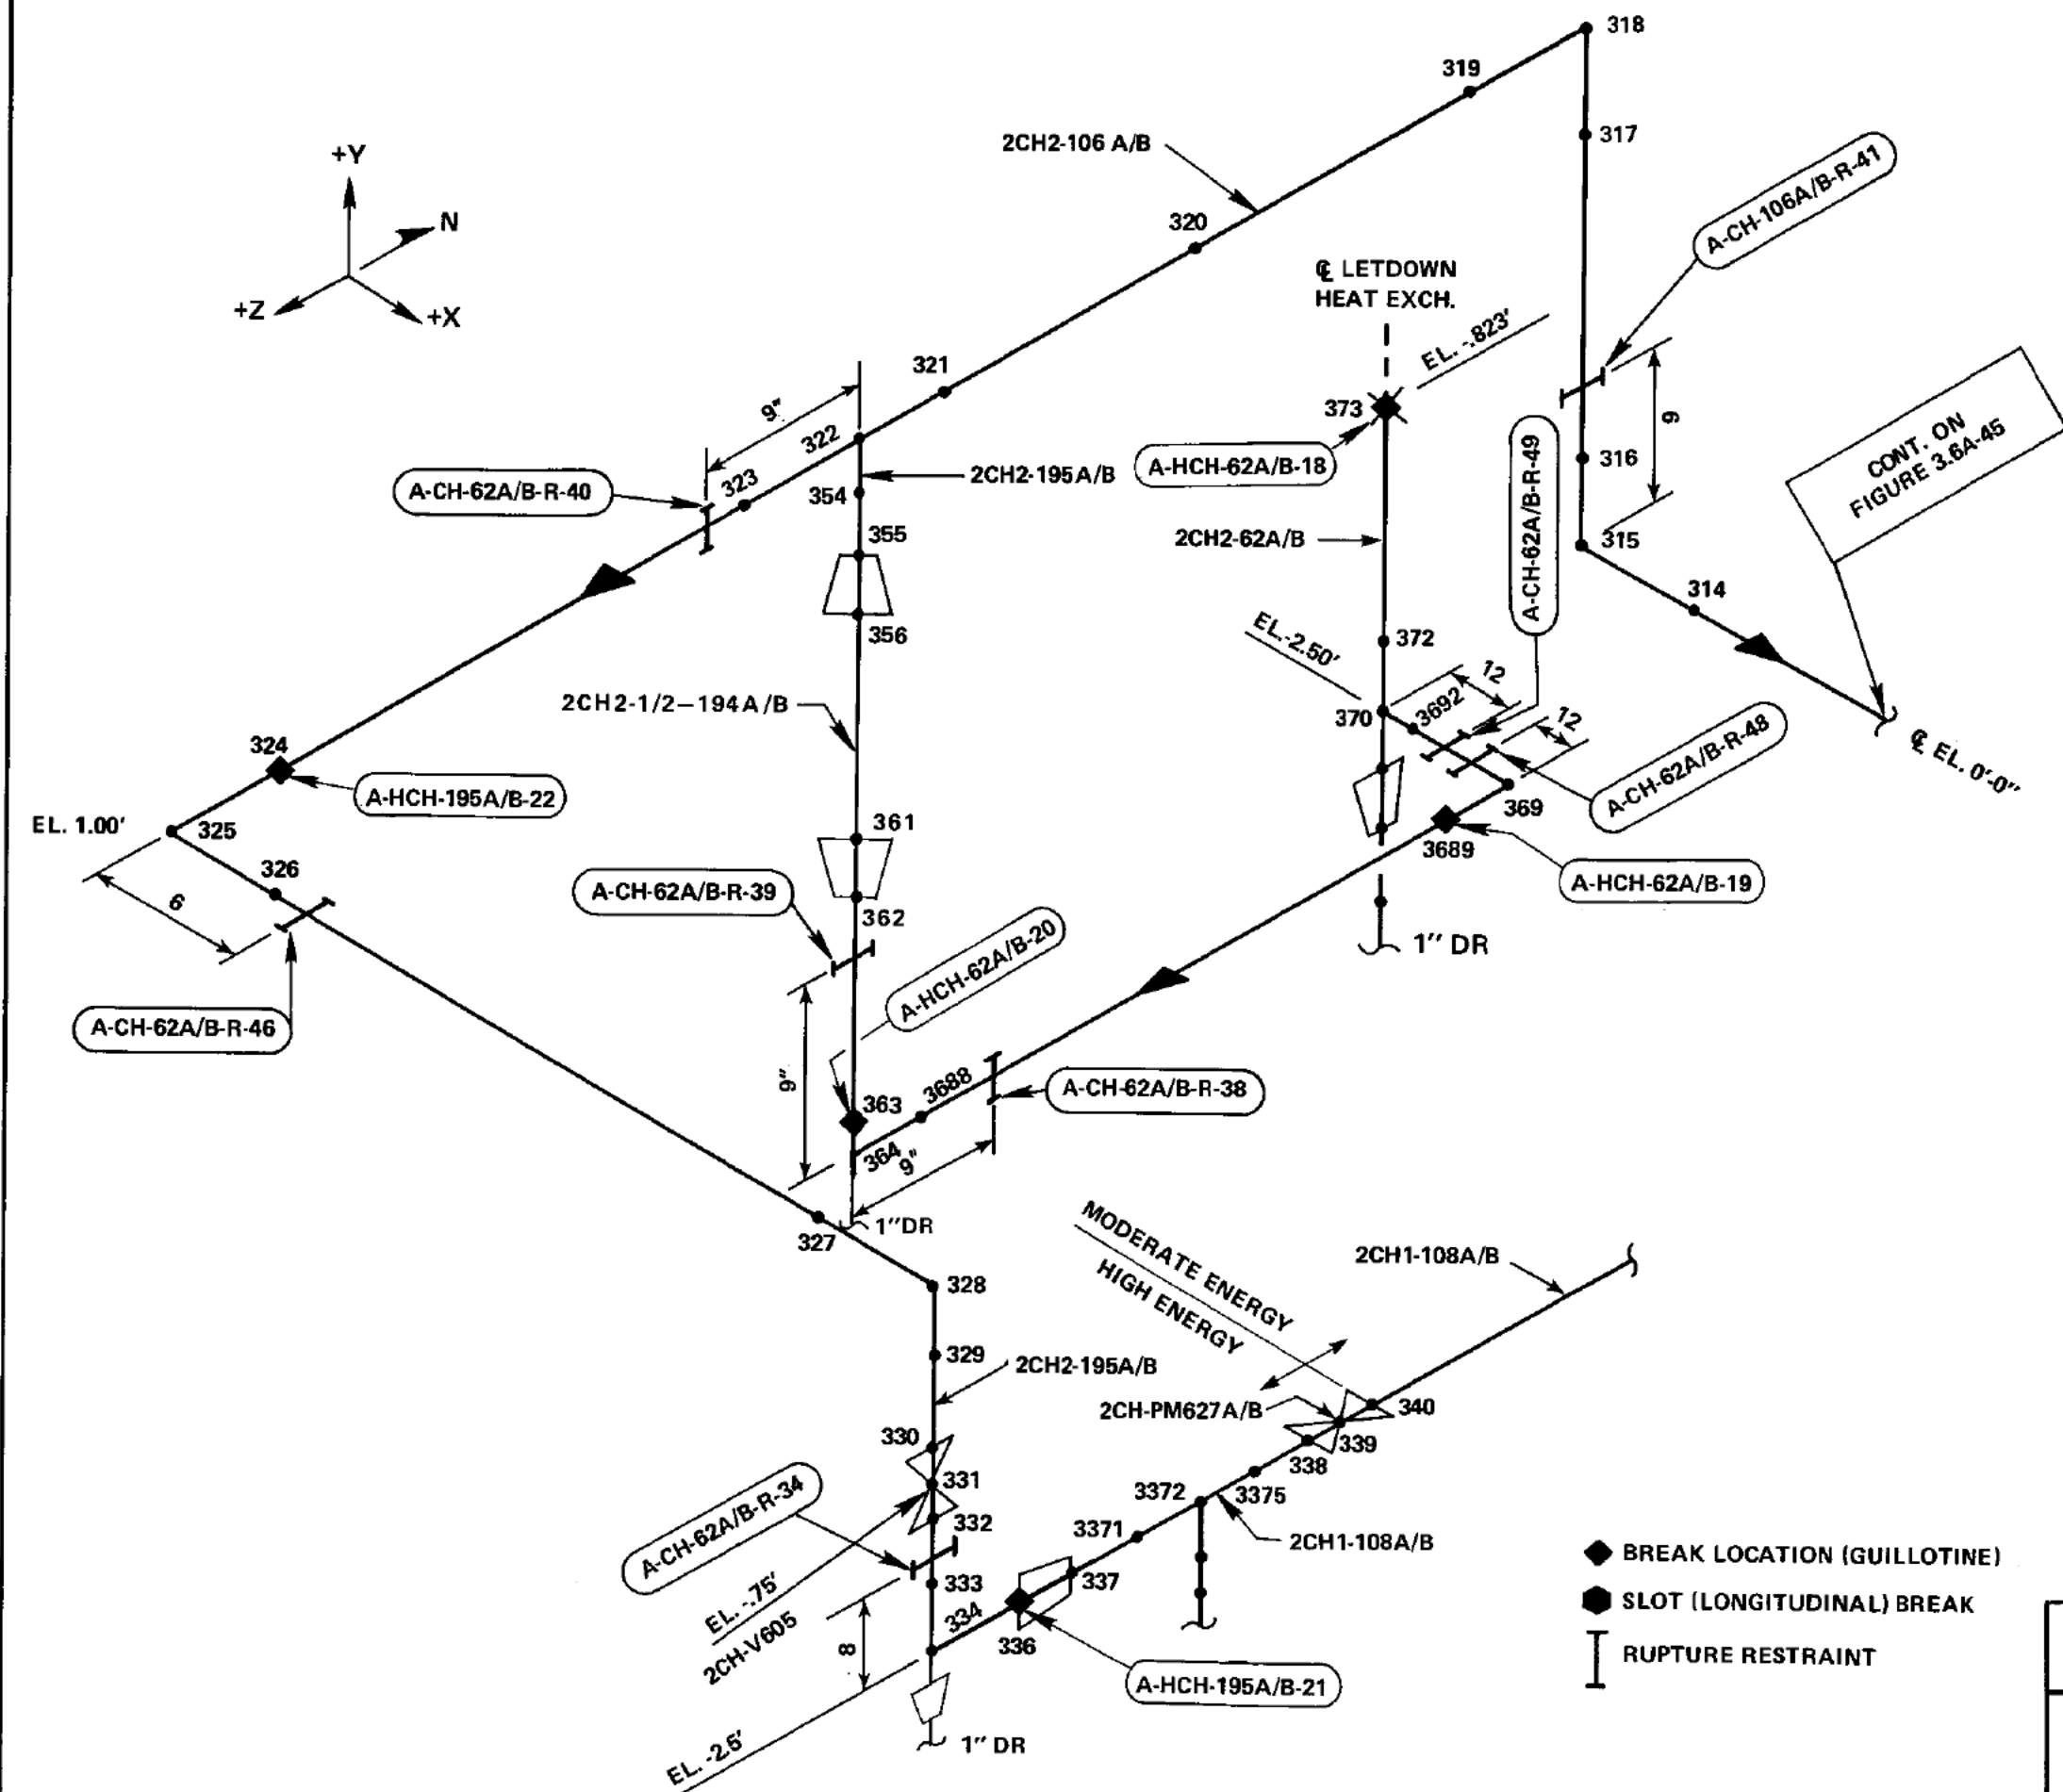 318
319
317
2CH2-106 A/B
A-CH-106A/B-R-41
+Y
N
+Z
+X
320
℄ LETDOWN
HEAT EXCH.
EL. -.823'
321
9"
373
322
A-HCH-62A/B-18
9
CONT. ON
FIGURE 3.6A-45
A-CH-62A/B-R-40
323
354
2CH2-195A/B
A-CH-62A/B-R-49
316
355
2CH2-62A/B
315
314
356
EL.-2.50'
372
12
2CH2-1/2-194A/B
370
3692
12
324
A-CH-62A/B-R-48
℄ EL. 0'-0"
A-HCH-195A/B-22
369
EL. 1.00'
325
361
3689
326
A-CH-62A/B-R-39
A-HCH-62A/B-19
6
362
A-HCH-62A/B-20
1" DR
A-CH-62A/B-R-46
9"
363
3688
A-CH-62A/B-R-38
364
9"
1"DR
327
MODERATE ENERGY
HIGH ENERGY
2CH1-108A/B
328
329
2CH2-195A/B
2CH-PM627A/B
340
330
339
338
331
A-CH-62A/B-R-34
3372
3375
332
3371
2CH1-108A/B
BREAK LOCATION (GUILLOTINE)
333
337
EL. -.75'
2CH-V605
SLOT (LONGITUDINAL) BREAK
334
336
8
RUPTURE RESTRAINT
A-HCH-195A/B-21
1" DR
EL. -2.5'